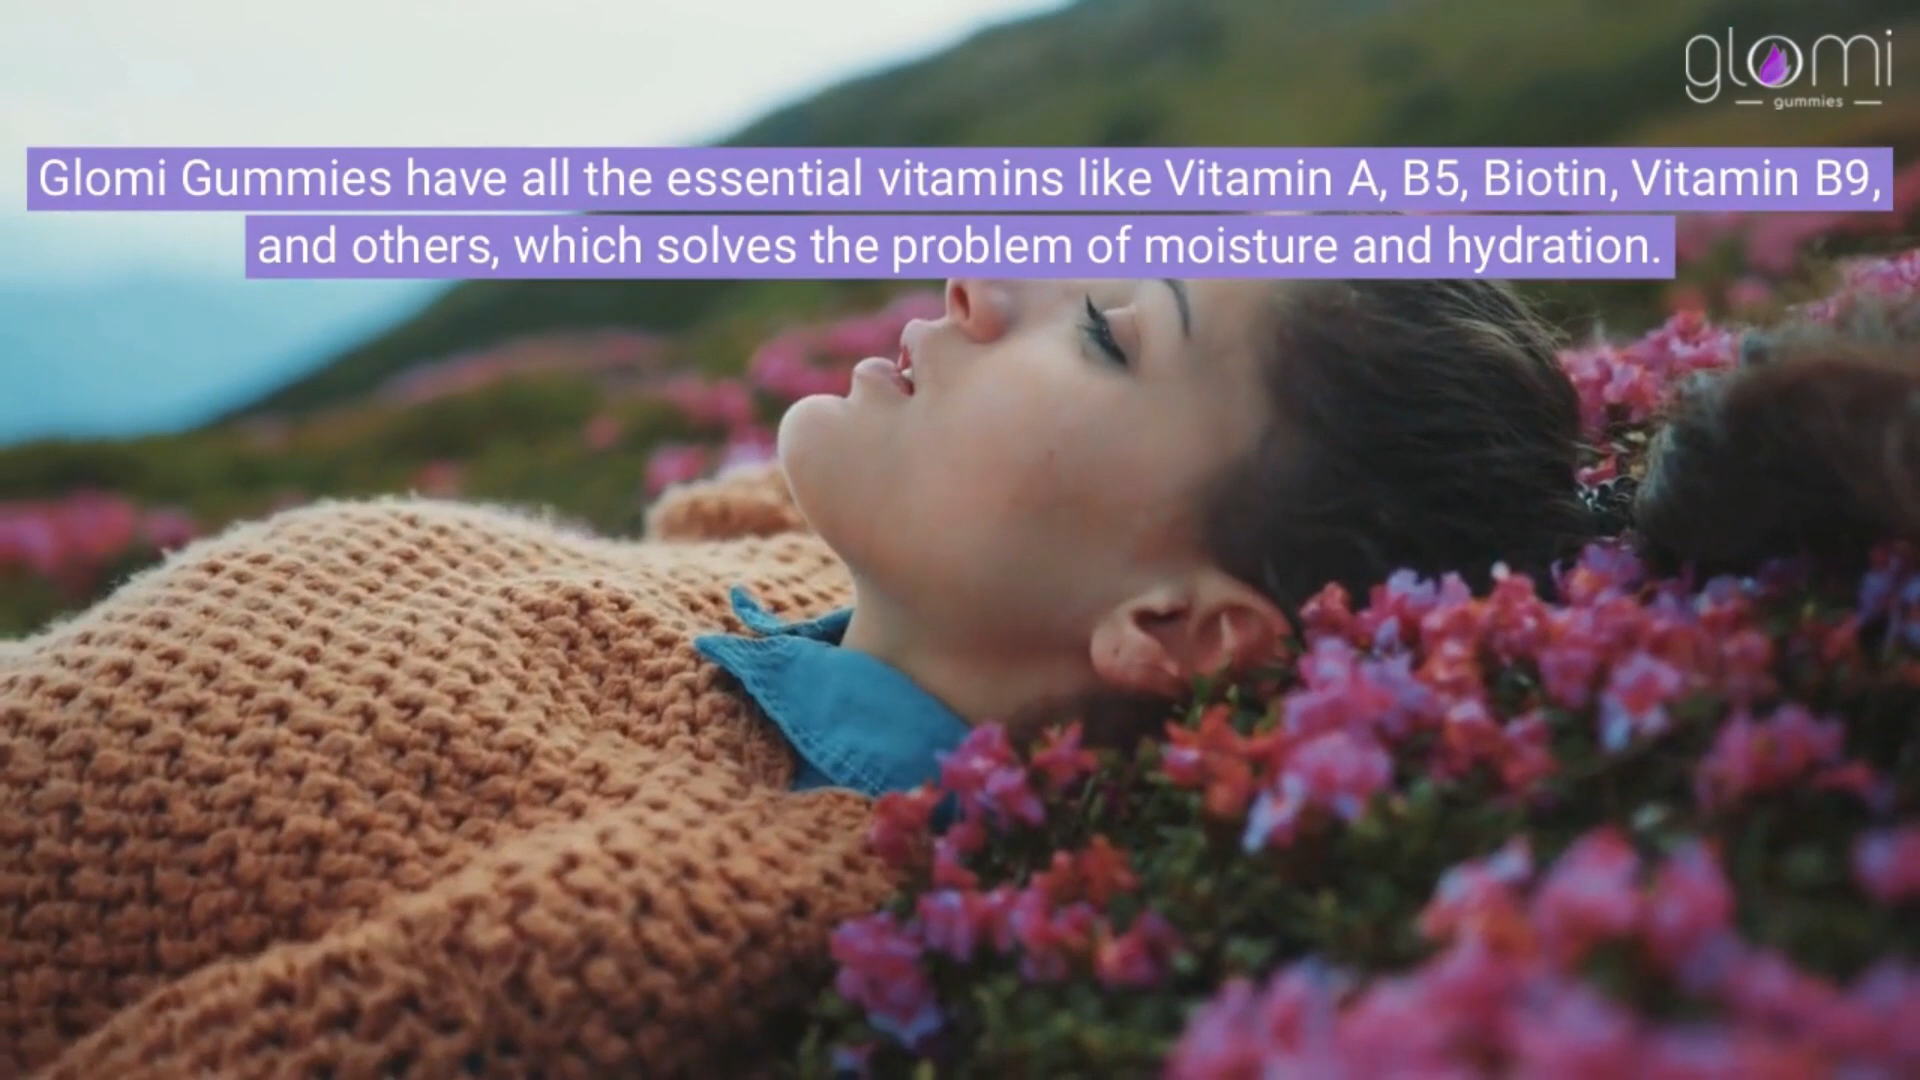 glomi
gummies
Glomi Gummies have all the essential vitamins like Vitamin A, B5, Biotin, Vitamin B9,
and others, which solves the problem of moisture and hydration.